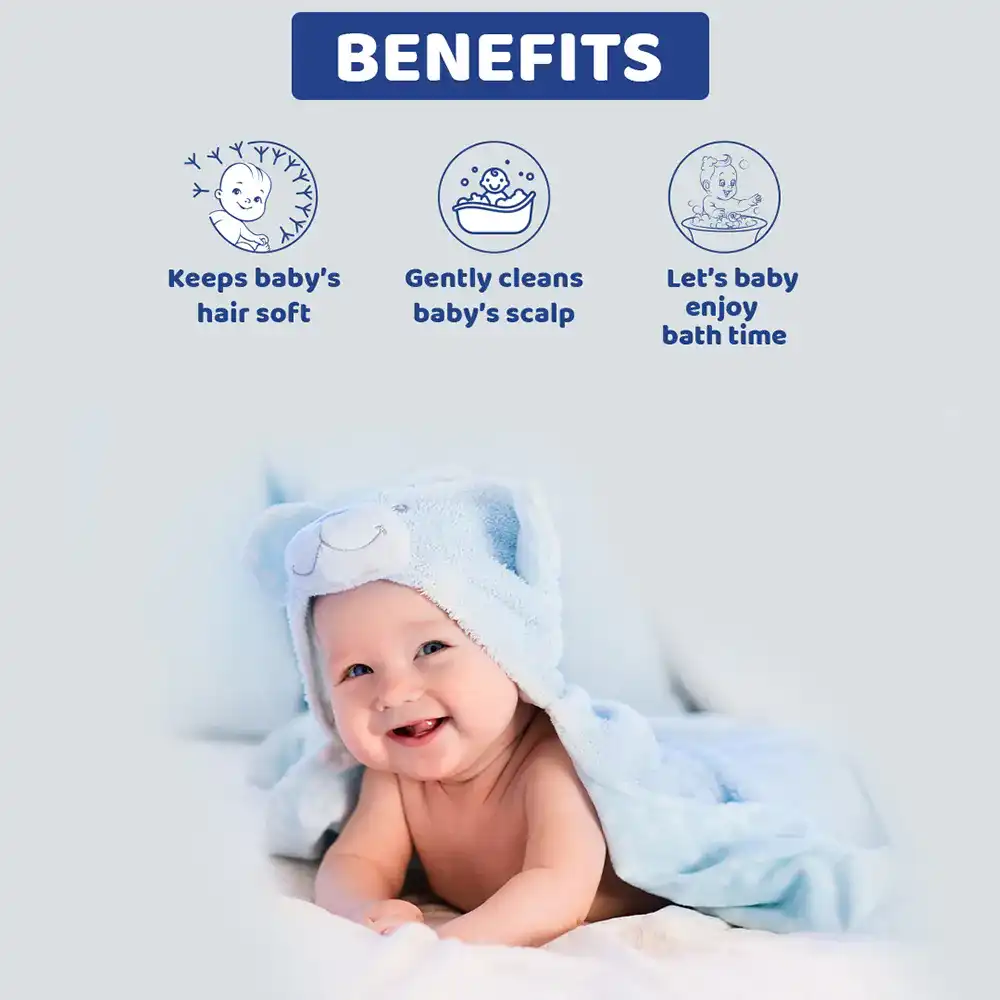 BENEFITS
Keeps baby's
hair soft
Gently cleans
baby's scalp
Let's baby
enjoy
bath time